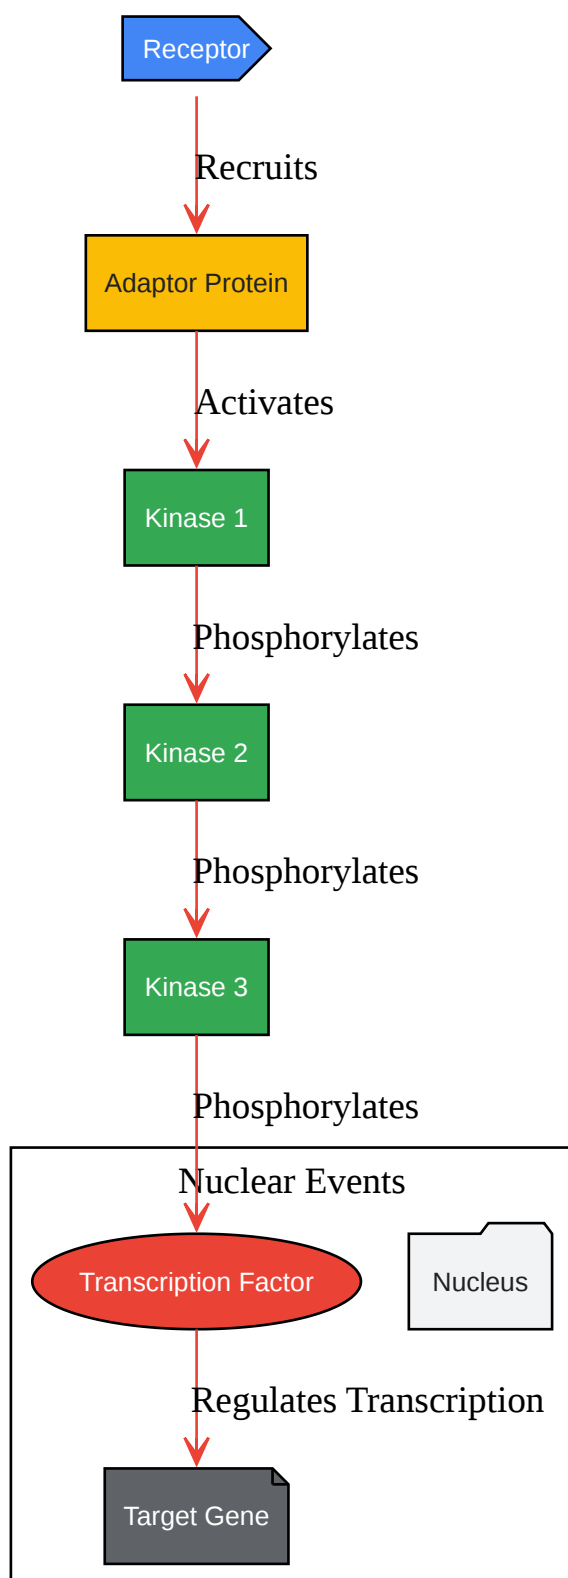 Receptor
Recruits
Adaptor Protein
Activates
Kinase 1
Phosphorylates
Kinase 2
Phosphorylates
Kinase 3
Phosphorylates
Nuclear Events
Transcription Factor
Nucleus
Regulates Transcription
Target Gene